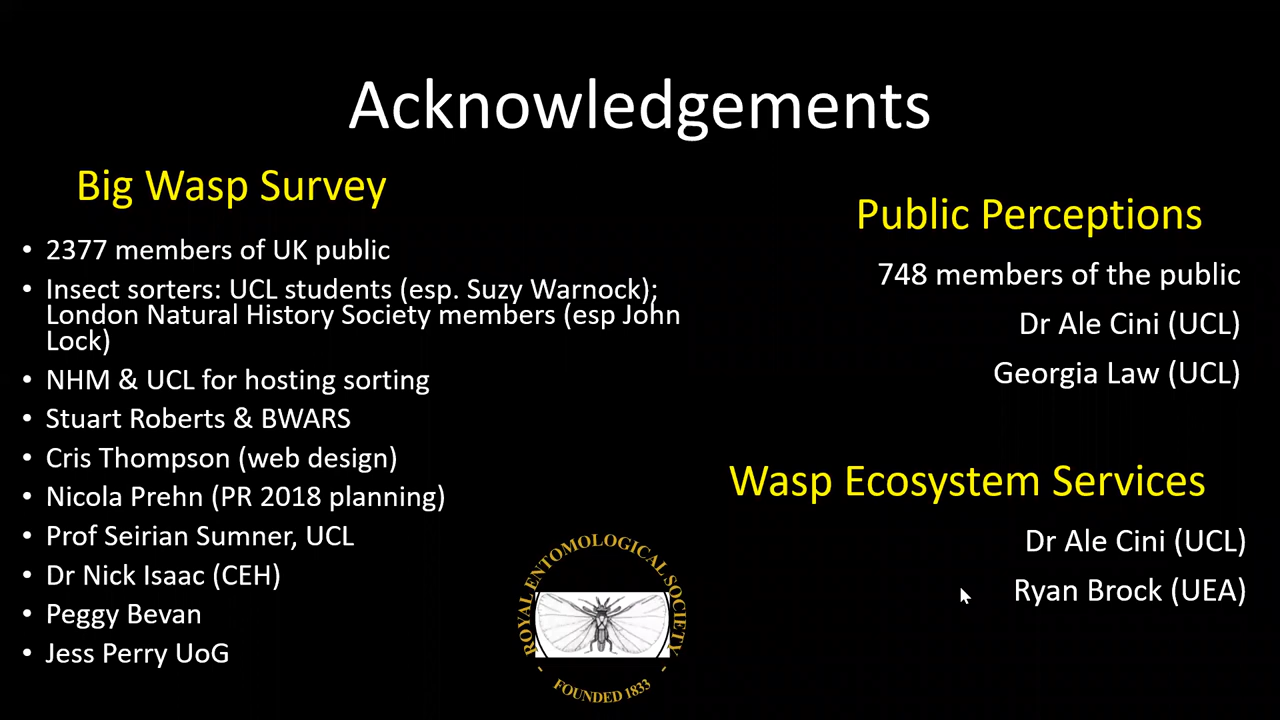 Acknowledgements
Big Wasp Survey
• 2377 members of UK public
• Insect sorters: UCL students (esp. Suzy Warnock);
London Natural History Society members (esp John
Lock)
• NHM & UCL for hosting sorting
• Stuart Roberts & BWARS
• Cris Thompson (web design)
• Nicola Prehn (PR 2018 planning)
• Prof Seirian Sumner, UCL
• Dr Nick Isaac (CEH)
• Peggy Bevan
• Jess Perry UoG
Public Perceptions
748 members of the public
Dr Ale Cini (UCL)
Georgia Law (UCL)
Wasp Ecosystem Services
Dr Ale Cini (UCL)
Ryan Brock (UEA)
ROYAL ENTOMOLOGICAL SOCIETY
- FOUNDED 1833 -